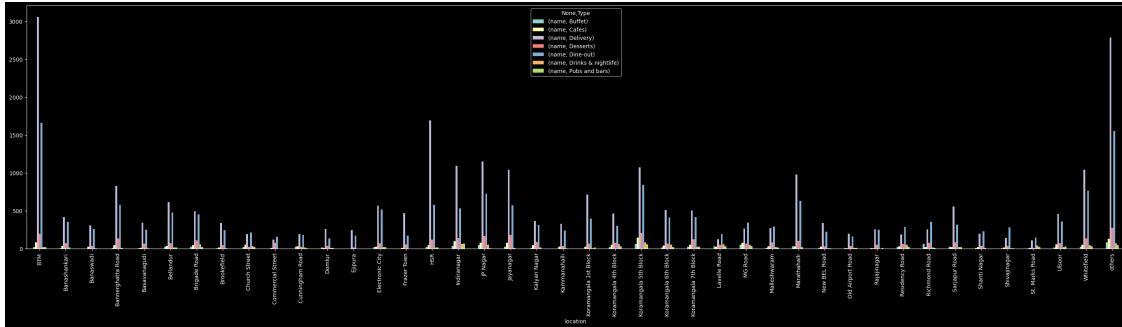 None,Type
(name, Buffet)
(name, Cafes)
(name, Delivery)
(name, Desserts)
(name, Dine-out)
(name, Drinks & nightlife)
(name, Pubs and bars)
3000
2500
2000
1500
1000
500
0
BTM
Banashankari
Banaswadi
Bannerghatta Road
Basavanagudi
Bellandur
Brigade Road
Brookefield
Church Street
Commercial Street
Cunningham Road
Domlur
Ejipura
Electronic City
Frazer Town
HSR
Indiranagar
JP Nagar
Jayanagar
Kalyan Nagar
Kammanahalli
Koramangala 1st Block
Koramangala 4th Block
Koramangala 5th Block
Koramangala 6th Block
Koramangala 7th Block
Lavelle Road
MG Road
Malleshwaram
Marathahalli
New BEL Road
Old Airport Road
Rajajinagar
Residency Road
Richmond Road
Sarjapur Road
Shanti Nagar
Shivajinagar
St. Marks Road
Ulsoor
Whitefield
others
location